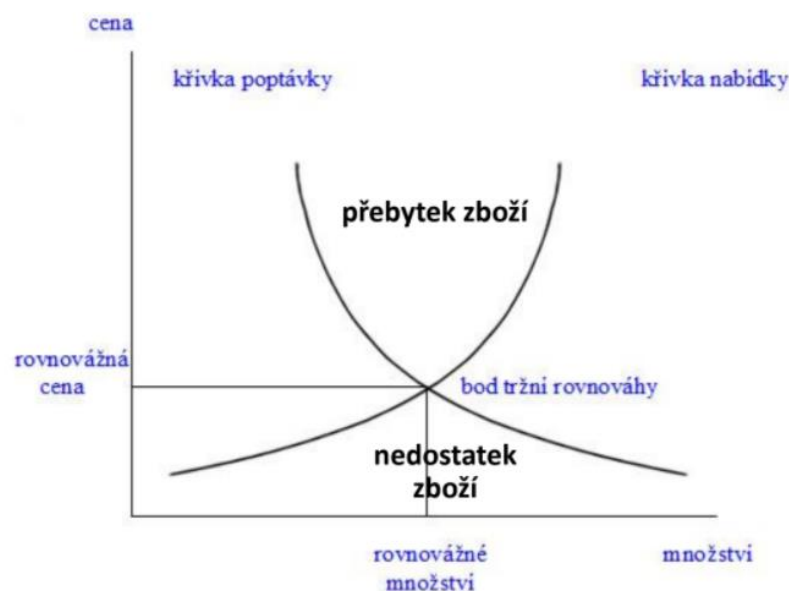 cena
křivka poptávky
křivka nabídky
přebytek zboží
rovnovážná
cena
bod tržní rovnováhy
nedostatek
zboží
rovnovážné
množství
množství